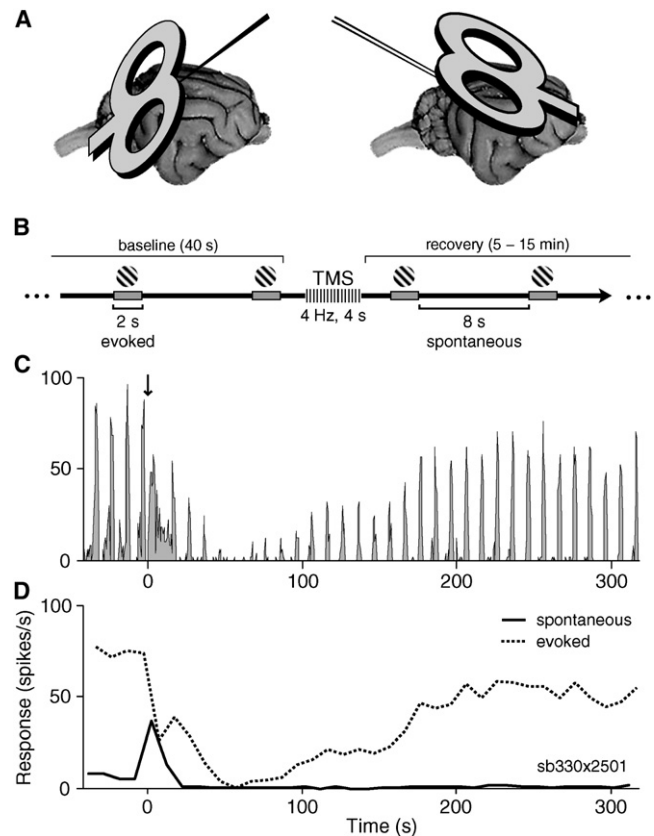 A
B
baseline (40 s)
recovery (5 – 15 min)
TMS
4 Hz, 4 s
2 s
evoked
8 s
spontaneous
C
100
50
0
0
100
200
300
D
100
50
0
Response (spikes/s)
spontaneous
evoked
sb330x2501
0
100
200
300
Time (s)